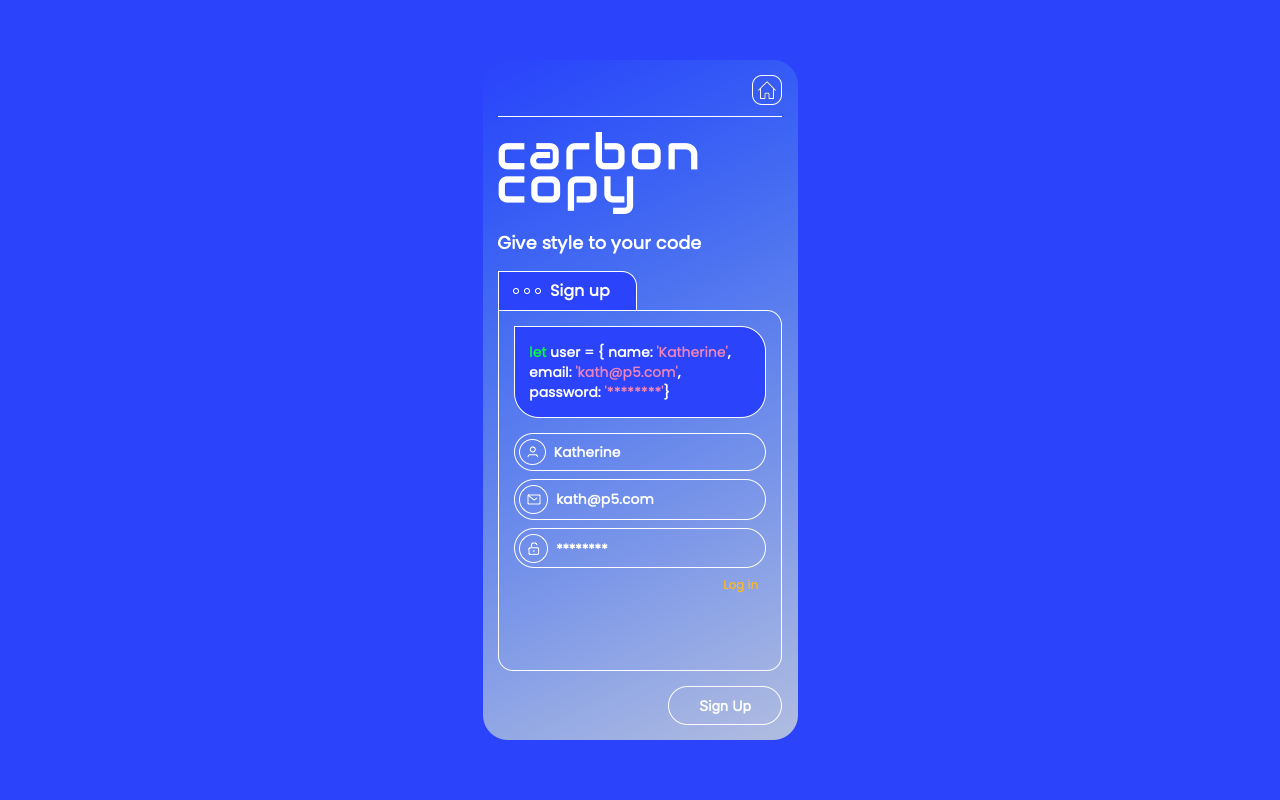 carbon
copy
Give style to your code
Sign up
let user = { name: 'Katherine',
email: 'kath@p5.com',
password: '********'}
Katherine
kath@p5.com
********
Log in
Sign Up